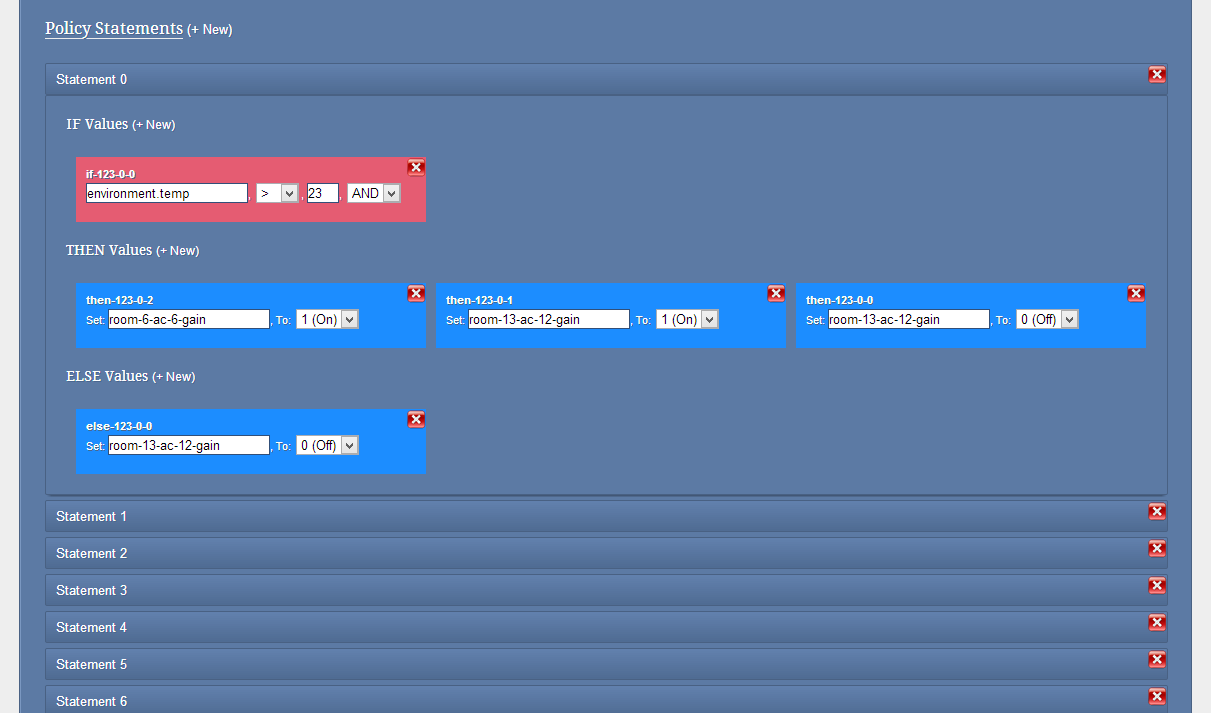 Policy Statements (+ New)
Statement 0
IF Values (+ New)
if-123-0-0
environment.temp , > , 23 , AND
THEN Values (+ New)
then-123-0-2
Set: room-6-ac-6-gain , To: 1 (On)
then-123-0-1
Set: room-13-ac-12-gain , To: 1 (On)
then-123-0-0
Set: room-13-ac-12-gain , To: 0 (Off)
ELSE Values (+ New)
else-123-0-0
Set: room-13-ac-12-gain , To: 0 (Off)
Statement 1
Statement 2
Statement 3
Statement 4
Statement 5
Statement 6